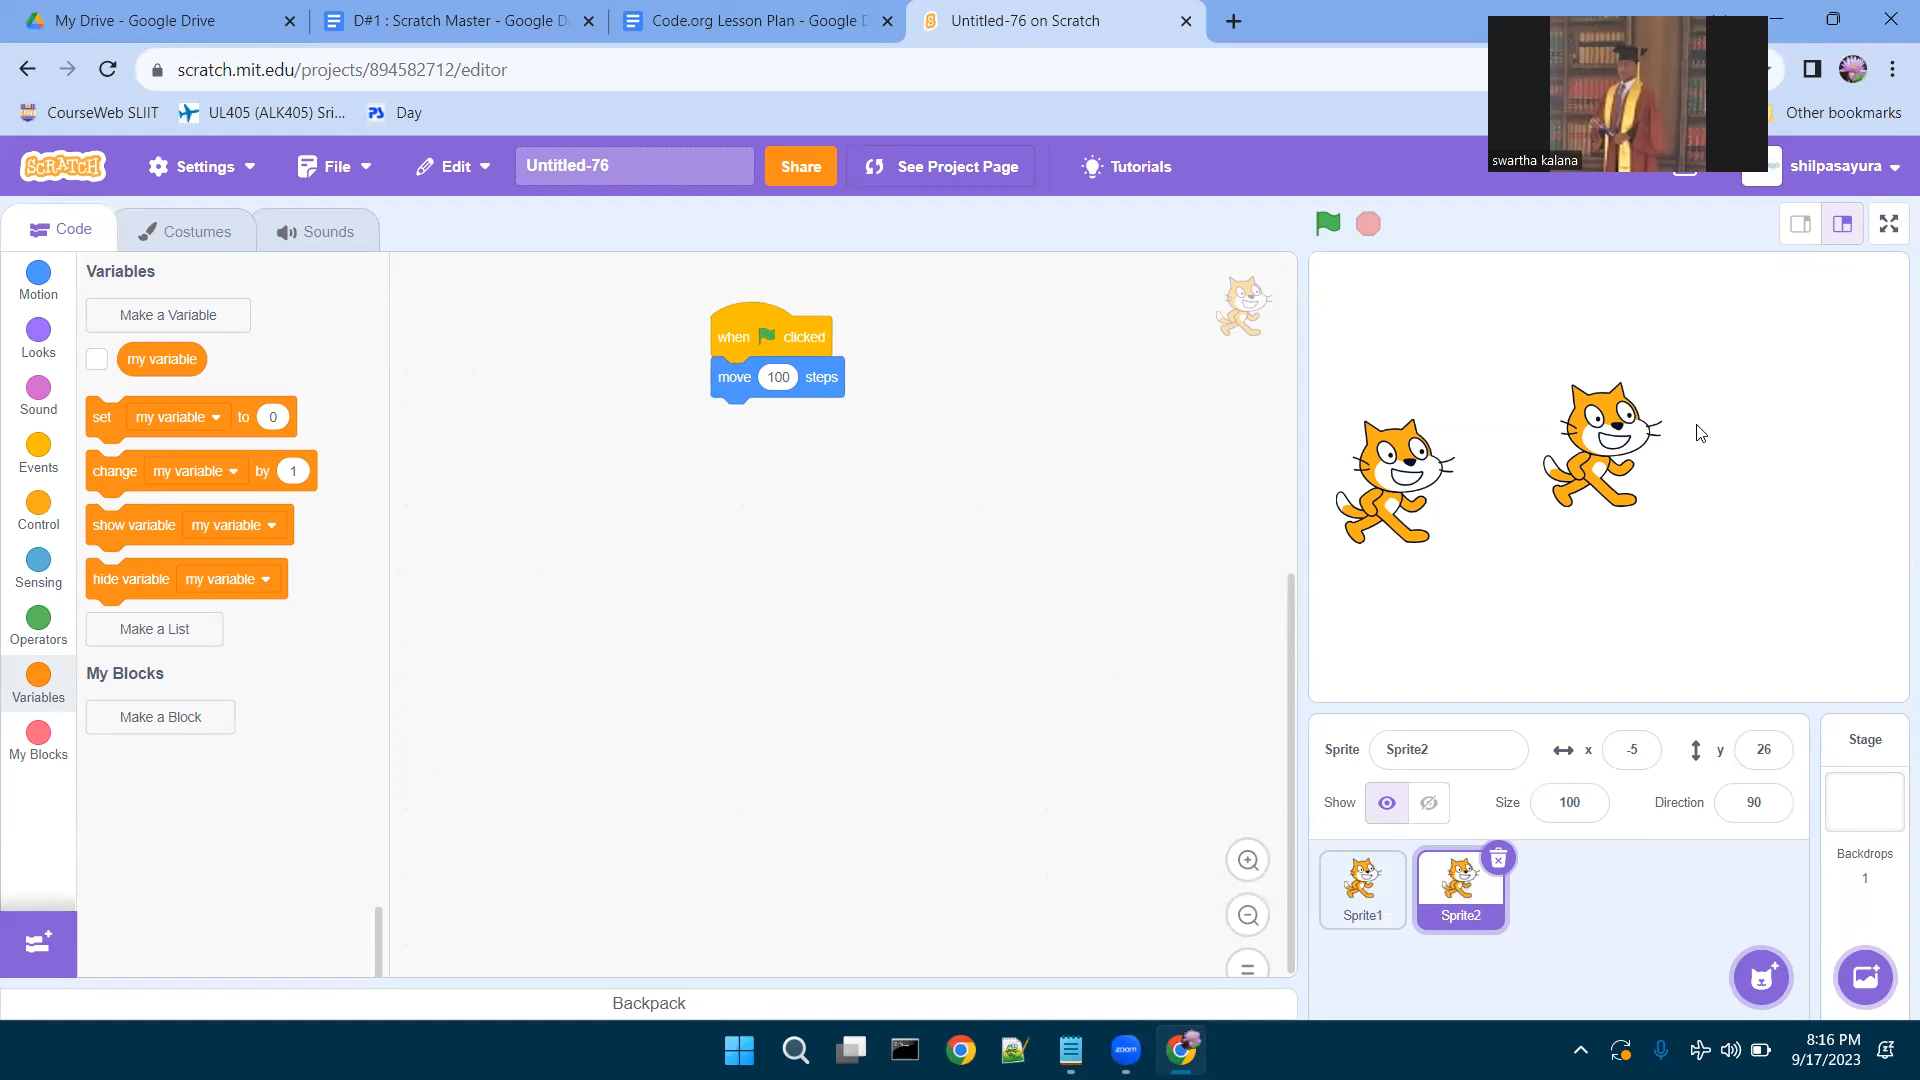 My Drive - Google Drive
D#1 : Scratch Master - Google D
Code.org Lesson Plan - Google D
Untitled-76 on Scratch
scratch.mit.edu/projects/894582712/editor
CourseWeb SLIIT
UL405 (ALK405) Sri...
PS
Day
Other bookmarks
swartha kalana
SCRATCH
Settings
File
Edit
Untitled-76
Share
See Project Page
Tutorials
shilpasayura
Code
Costumes
Sounds
Motion
Looks
Sound
Events
Control
Sensing
Operators
Variables
My Blocks
Variables
Make a Variable
my variable
set my variable to 0
change my variable by 1
show variable my variable
hide variable my variable
Make a List
My Blocks
Make a Block
when clicked
move 100 steps
Backpack
Sprite Sprite2 x -5 y 26
Show Size 100 Direction 90
Sprite1
Sprite2
Stage
Backdrops
1
zoom
8:16 PM
9/17/2023